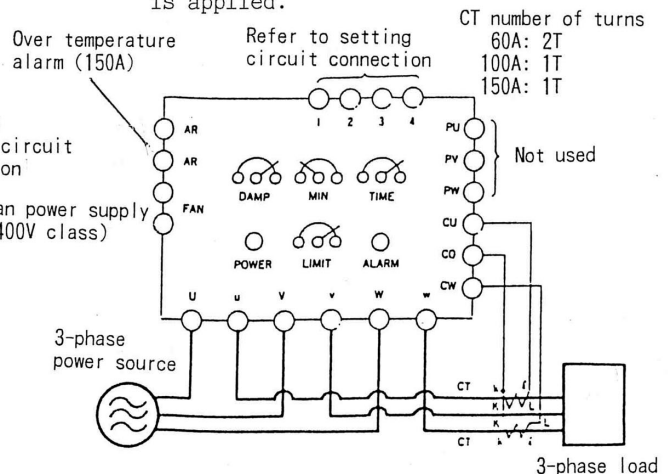 is applied.
CT number of turns
60A: 2T
100A: 1T
150A: 1T
Over temperature
alarm (150A)
Refer to setting
circuit connection
1 2 3 4
circuit
on
an power supply
400V class)
AR
AR
FAN
DAMP MIN TIME
POWER LIMIT ALARM
PU
PV
PW
CU
CO
CW
Not used
U u V v W w
3-phase
power source
CT k l
K L
K L
CT k l
3-phase load